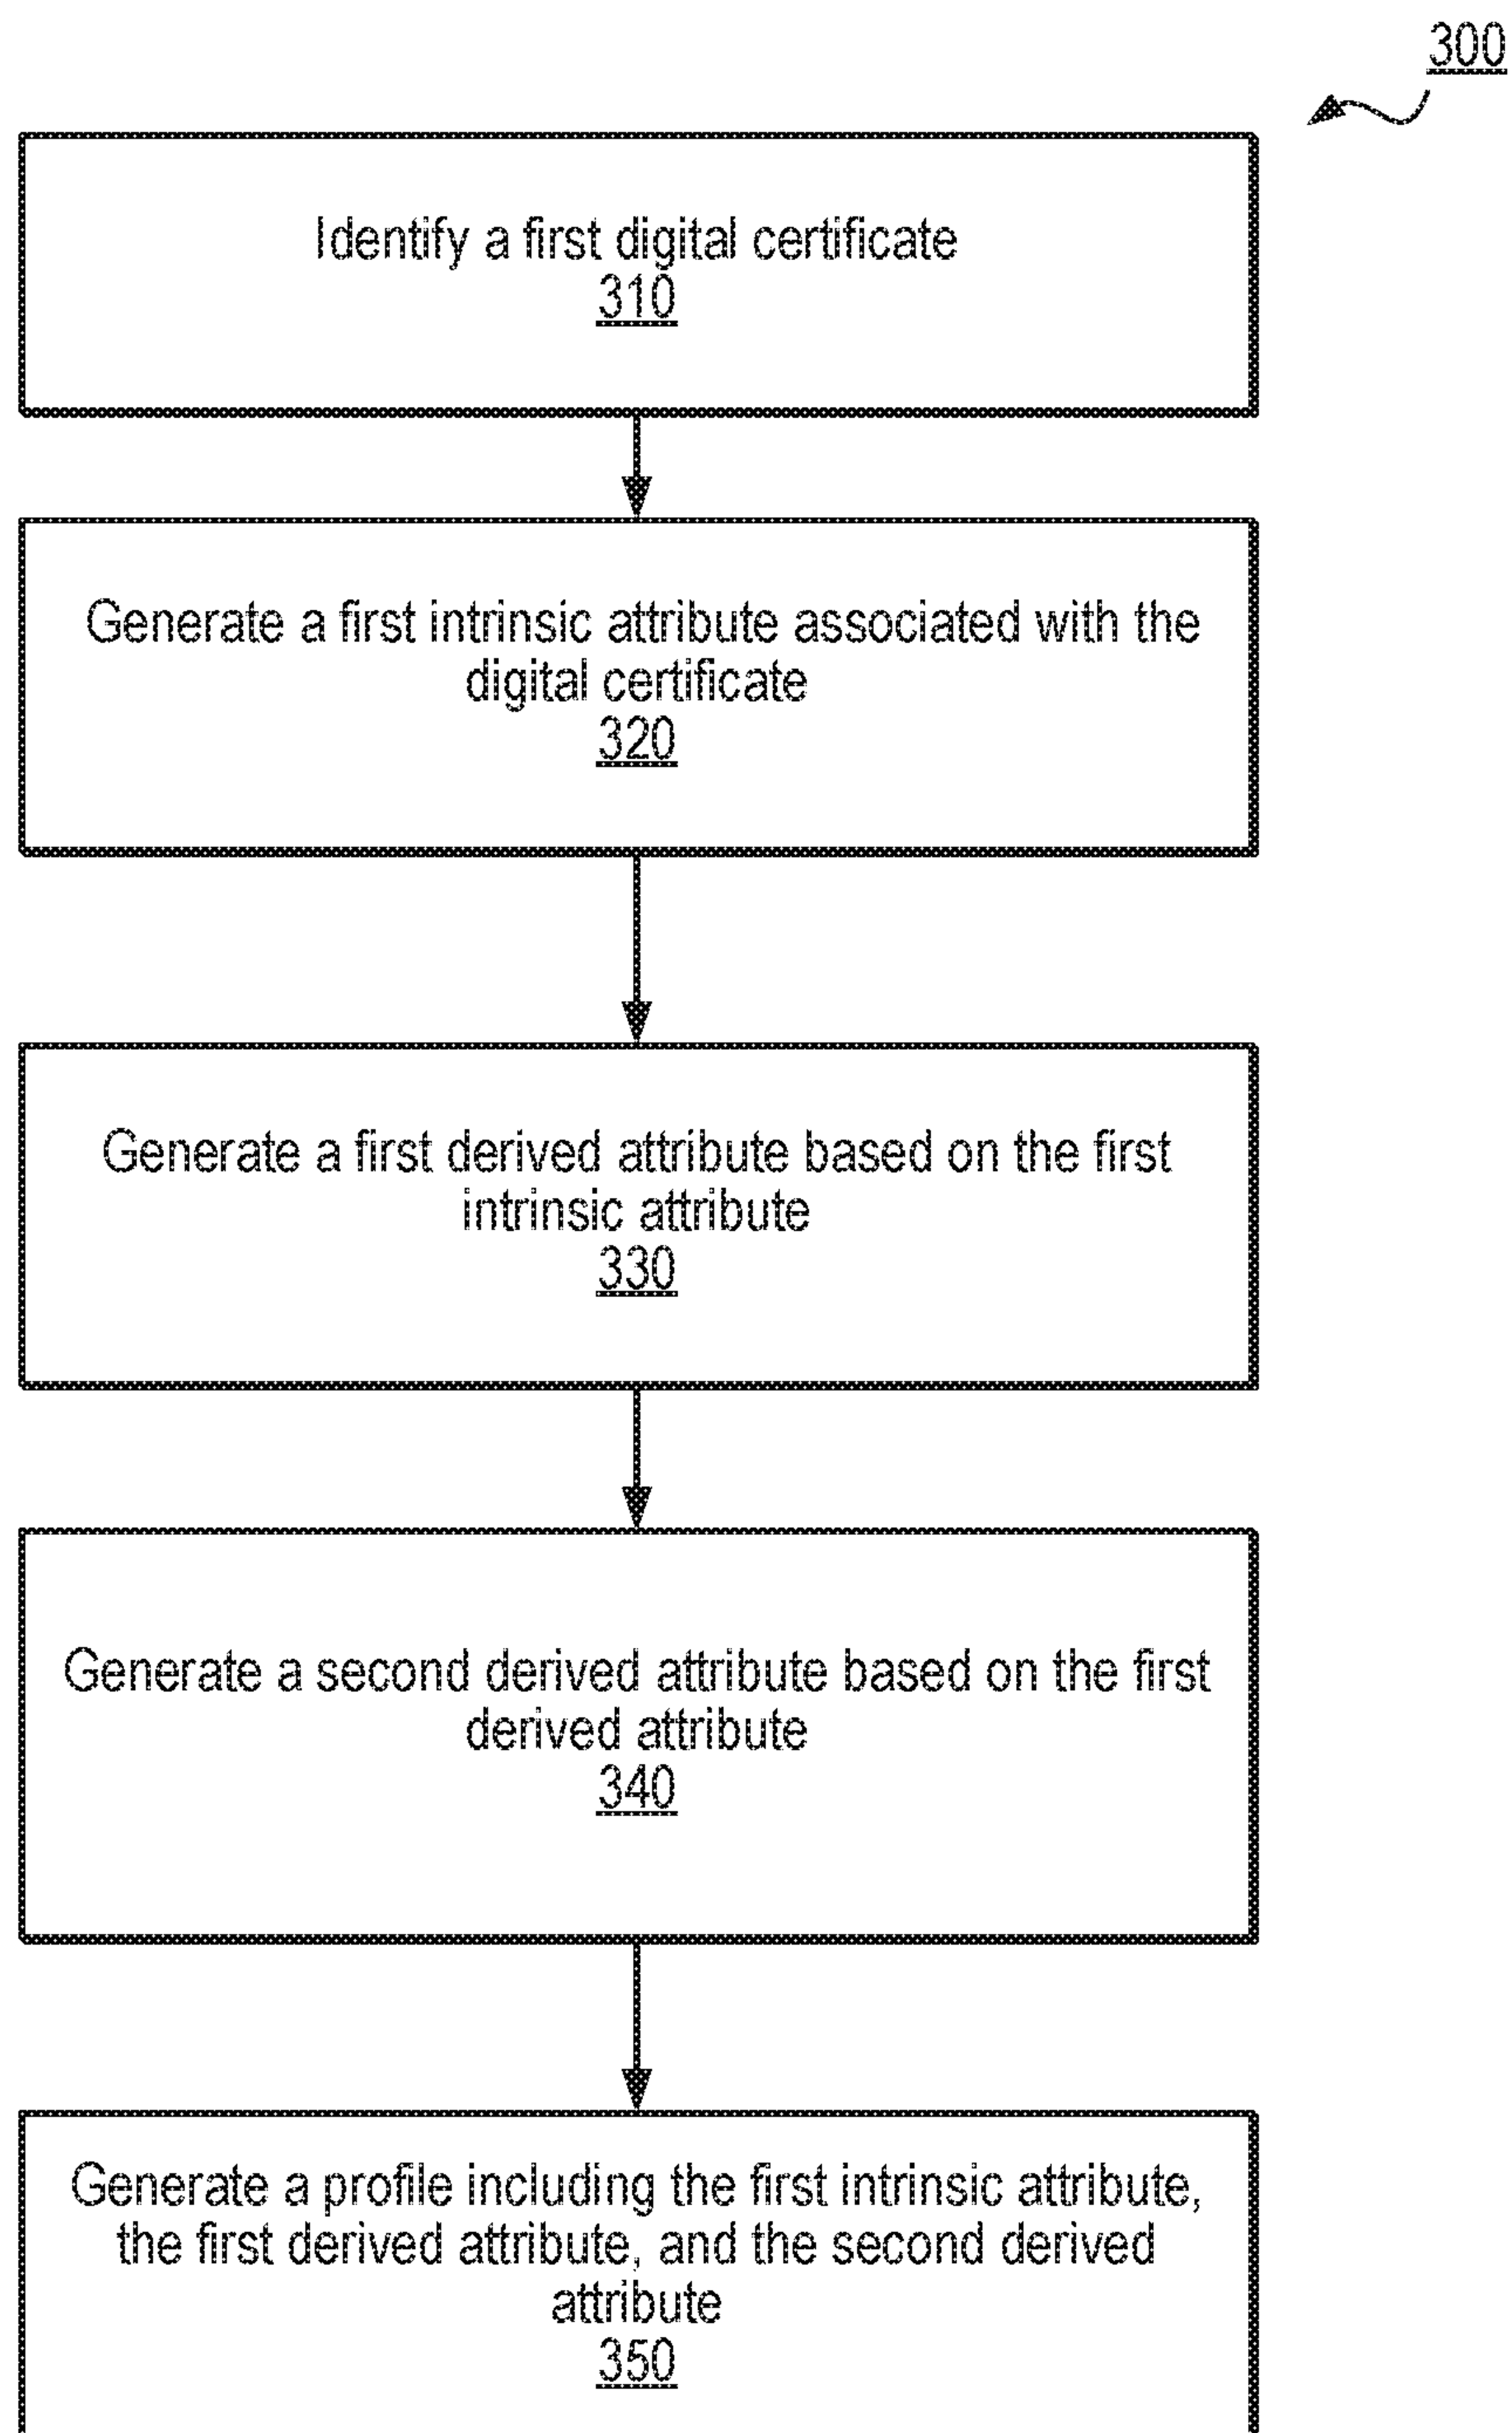 300
Identify a first digital certificate
310
Generate a first intrinsic attribute associated with the
digital certificate
320
Generate a first derived attribute based on the first
intrinsic attribute
330
Generate a second derived attribute based on the first
derived attribute
340
Generate a profile including the first intrinsic attribute,
the first derived attribute, and the second derived
attribute
350